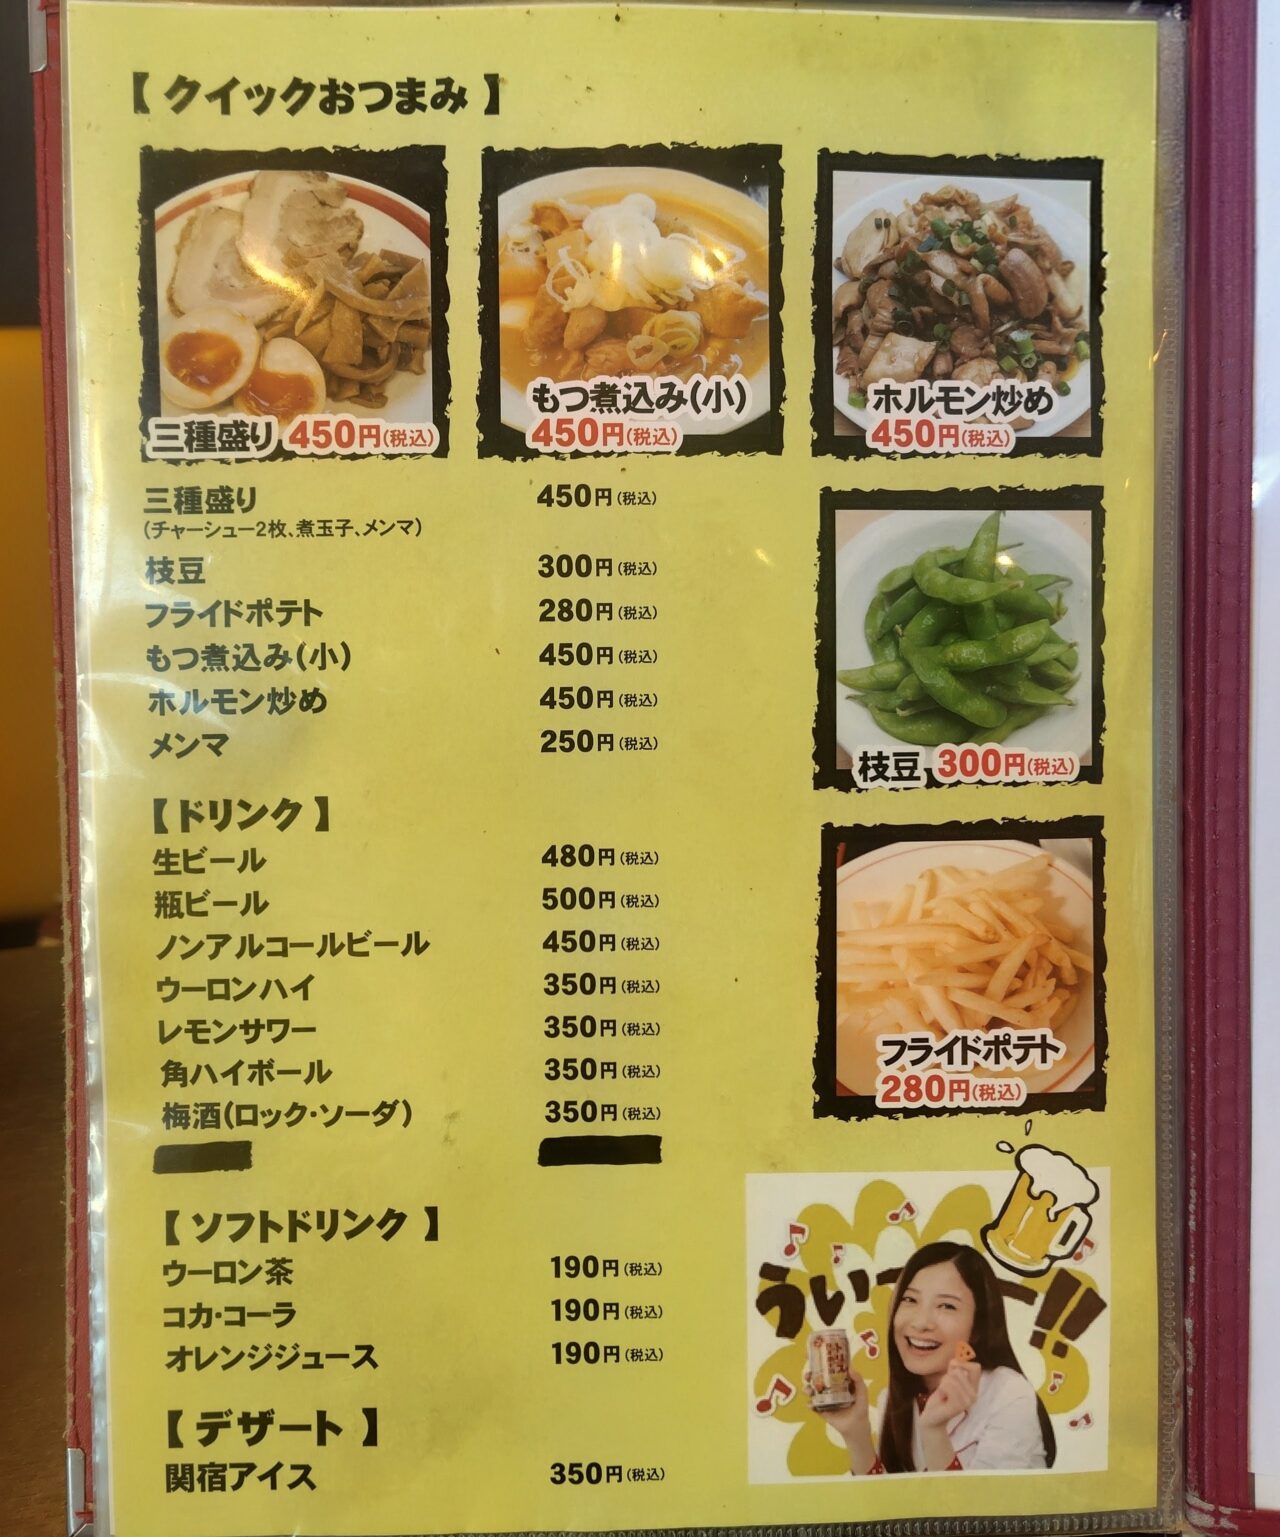 【 クイックおつまみ 】
三種盛り 450円(税込)
もつ煮込み(小)
450円(税込)
ホルモン炒め
450円(税込)
三種盛り 450円(税込)
(チャーシュー2枚、煮玉子、メンマ)
枝豆 300円(税込)
フライドポテト 280円(税込)
もつ煮込み(小) 450円(税込)
ホルモン炒め 450円(税込)
メンマ 250円(税込)
枝豆 300円(税込)
【 ドリンク 】
生ビール 480円(税込)
瓶ビール 500円(税込)
ノンアルコールビール 450円(税込)
ウーロンハイ 350円(税込)
レモンサワー 350円(税込)
角ハイボール 350円(税込)
梅酒(ロック・ソーダ) 350円(税込)
フライドポテト
280円(税込)
【 ソフトドリンク 】
ウーロン茶 190円(税込)
コカ・コーラ 190円(税込)
オレンジジュース 190円(税込)
【 デザート 】
関宿アイス 350円(税込)